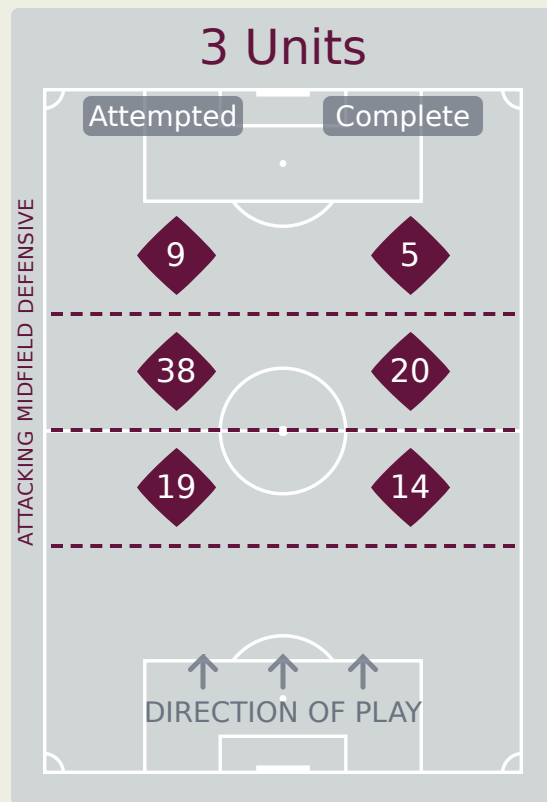 3 Units
Attempted Complete
9 5
38 20
19 14
ATTACKING MIDFIELD DEFENSIVE
DIRECTION OF PLAY